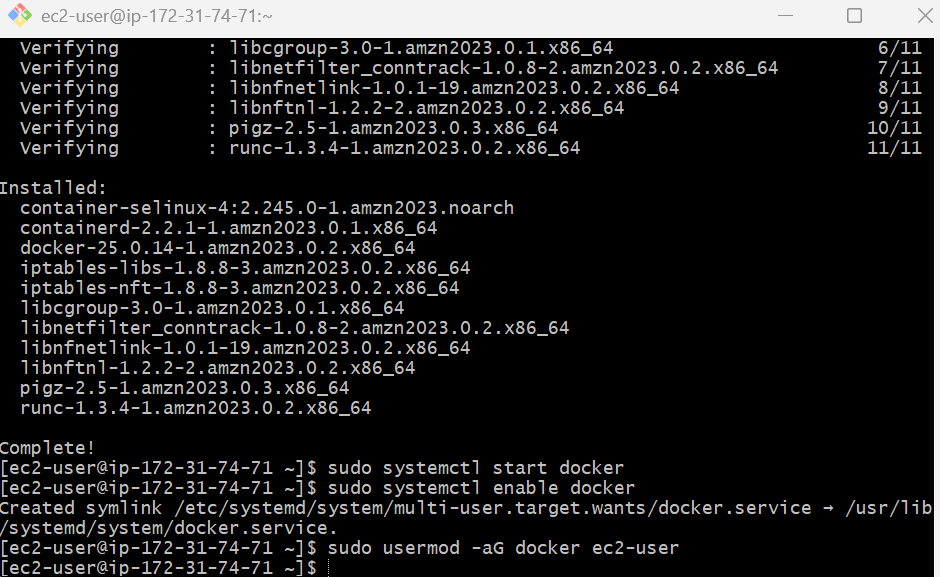 ec2-user@ip-172-31-74-71:~
Verifying : libcgroup-3.0-1.amzn2023.0.1.x86_64 6/11
Verifying : libnetfilter_conntrack-1.0.8-2.amzn2023.0.2.x86_64 7/11
Verifying : libnfnetlink-1.0.1-19.amzn2023.0.2.x86_64 8/11
Verifying : libnftnl-1.2.2-2.amzn2023.0.2.x86_64 9/11
Verifying : pigz-2.5-1.amzn2023.0.3.x86_64 10/11
Verifying : runc-1.3.4-1.amzn2023.0.2.x86_64 11/11
Installed:
container-selinux-4:2.245.0-1.amzn2023.noarch
containerd-2.2.1-1.amzn2023.0.1.x86_64
docker-25.0.14-1.amzn2023.0.2.x86_64
iptables-libs-1.8.8-3.amzn2023.0.2.x86_64
iptables-nft-1.8.8-3.amzn2023.0.2.x86_64
libcgroup-3.0-1.amzn2023.0.1.x86_64
libnetfilter_conntrack-1.0.8-2.amzn2023.0.2.x86_64
libnfnetlink-1.0.1-19.amzn2023.0.2.x86_64
libnftnl-1.2.2-2.amzn2023.0.2.x86_64
pigz-2.5-1.amzn2023.0.3.x86_64
runc-1.3.4-1.amzn2023.0.2.x86_64
Complete!
[ec2-user@ip-172-31-74-71 ~]$ sudo systemctl start docker
[ec2-user@ip-172-31-74-71 ~]$ sudo systemctl enable docker
Created symlink /etc/systemd/system/multi-user.target.wants/docker.service → /usr/lib
/systemd/system/docker.service.
[ec2-user@ip-172-31-74-71 ~]$ sudo usermod -aG docker ec2-user
[ec2-user@ip-172-31-74-71 ~]$